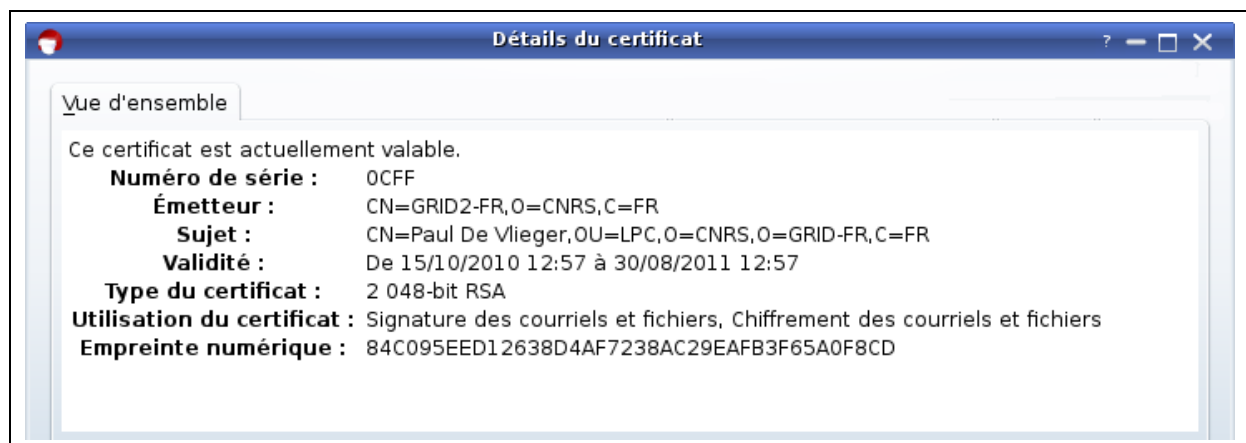 Détails du certificat
?
Vue d'ensemble
Ce certificat est actuellement valable.
Numéro de série : 0CFF
Émetteur : CN=GRID2-FR,O=CNRS,C=FR
Sujet : CN=Paul De Vlieger,OU=LPC,O=CNRS,O=GRID-FR,C=FR
Validité : De 15/10/2010 12:57 à 30/08/2011 12:57
Type du certificat : 2 048-bit RSA
Utilisation du certificat : Signature des courriels et fichiers, Chiffrement des courriels et fichiers
Empreinte numérique : 84C095EED12638D4AF7238AC29EAFB3F65A0F8CD